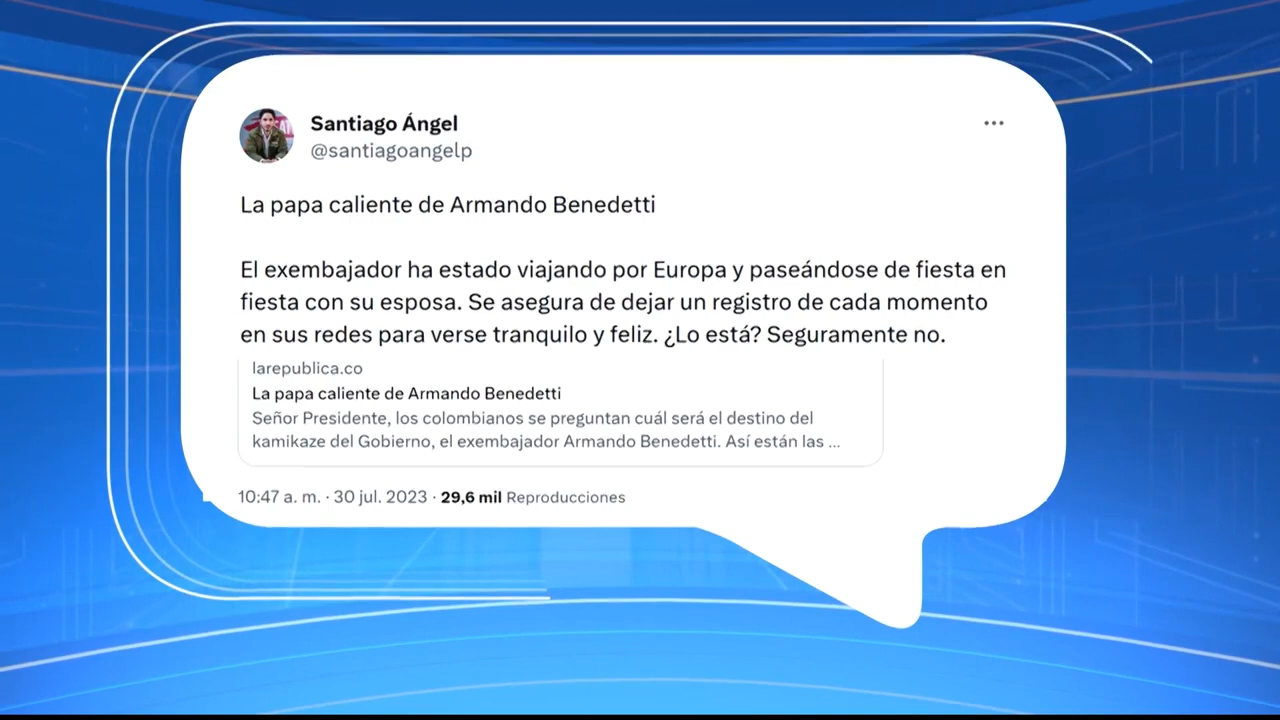 Santiago Ángel
@santiagoangelp
La papa caliente de Armando Benedetti
El exembajador ha estado viajando por Europa y paseándose de fiesta en
fiesta con su esposa. Se asegura de dejar un registro de cada momento
en sus redes para verse tranquilo y feliz. ¿Lo está? Seguramente no.
larepublica.co
La papa caliente de Armando Benedetti
Señor Presidente, los colombianos se preguntan cuál será el destino del
kamikaze del Gobierno, el exembajador Armando Benedetti. Así están las ...
10:47 a. m. · 30 jul. 2023 · 29,6 mil Reproducciones